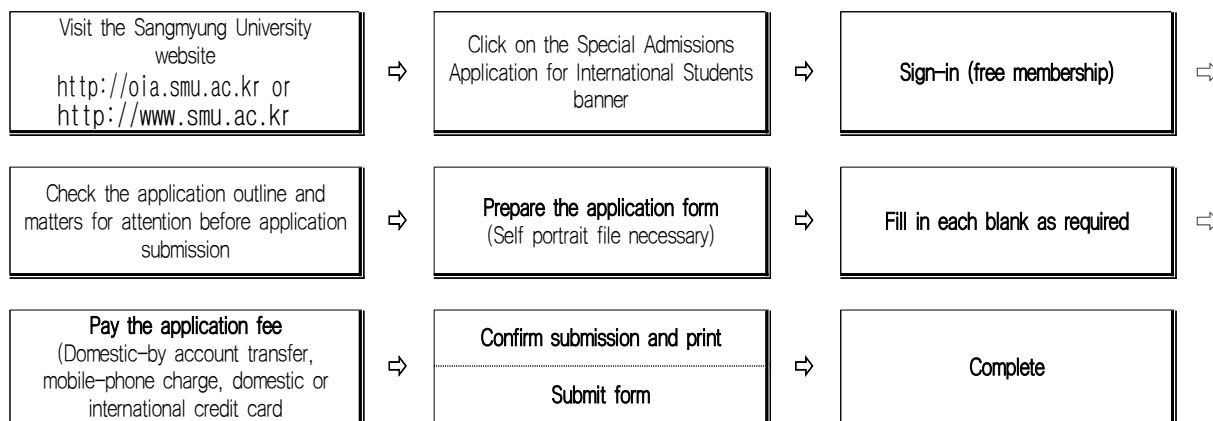 Visit the Sangmyung University
website
http://oia.smu.ac.kr or
http://www.smu.ac.kr
⇨
Click on the Special Admissions
Application for International Students
banner
⇨
Sign-in (free membership)
⇨
Check the application outline and
matters for attention before application
submission
⇨
Prepare the application form
(Self portrait file necessary)
⇨
Fill in each blank as required
⇨
Pay the application fee
(Domestic-by account transfer,
mobile-phone charge, domestic or
international credit card
⇨
Confirm submission and print
Submit form
⇨
Complete